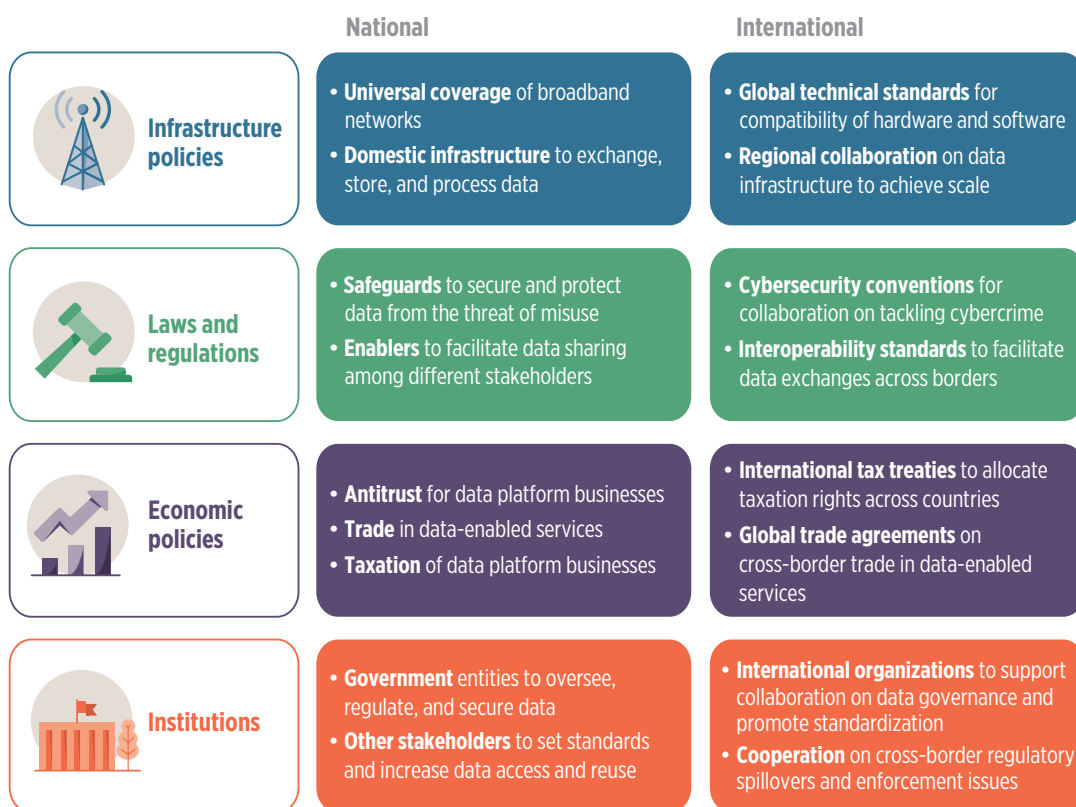 National
International
Infrastructure
policies
• Universal coverage of broadband
networks
• Domestic infrastructure to exchange,
store, and process data
• Global technical standards for
compatibility of hardware and software
• Regional collaboration on data
infrastructure to achieve scale
Laws and
regulations
• Safeguards to secure and protect
data from the threat of misuse
• Enablers to facilitate data sharing
among different stakeholders
• Cybersecurity conventions for
collaboration on tackling cybercrime
• Interoperability standards to facilitate
data exchanges across borders
Economic
policies
• Antitrust for data platform businesses
• Trade in data-enabled services
• Taxation of data platform businesses
• International tax treaties to allocate
taxation rights across countries
• Global trade agreements on
cross-border trade in data-enabled
services
Institutions
• Government entities to oversee,
regulate, and secure data
• Other stakeholders to set standards
and increase data access and reuse
• International organizations to support
collaboration on data governance and
promote standardization
• Cooperation on cross-border regulatory
spillovers and enforcement issues